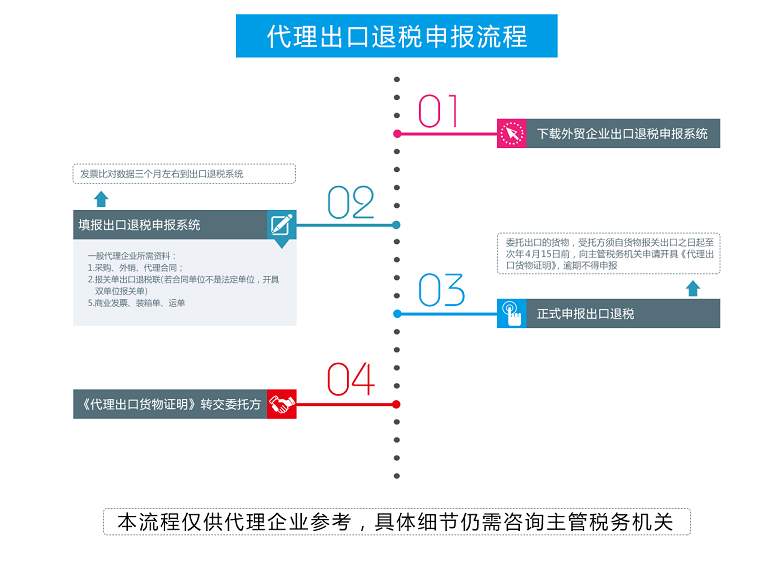 代理出口退税申报流程
01
下载外贸企业出口退税申报系统
发票比对数据三个月左右到出口退税系统
02
填报出口退税申报系统
一般代理企业所需资料：
1.采购、外销、代理合同；
2.报关单出口退税联(若合同单位不是法定单位，开具
双单位报关单)
5.商业发票、装箱单、运单
委托出口的货物，受托方须自货物报关出口之日起至
次年4月15日前，向主管税务机关申请开具《代理出
口货物证明》，逾期不得申报
03
正式申报出口退税
04
《代理出口货物证明》转交委托方
本流程仅供代理企业参考，具体细节仍需咨询主管税务机关